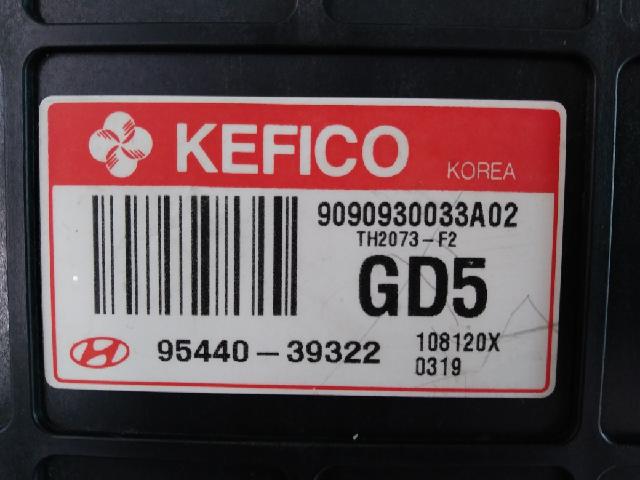 KEFICO
KOREA
9090930033A02
TH2073-F2
GD5
95440-39322
108120X
0319